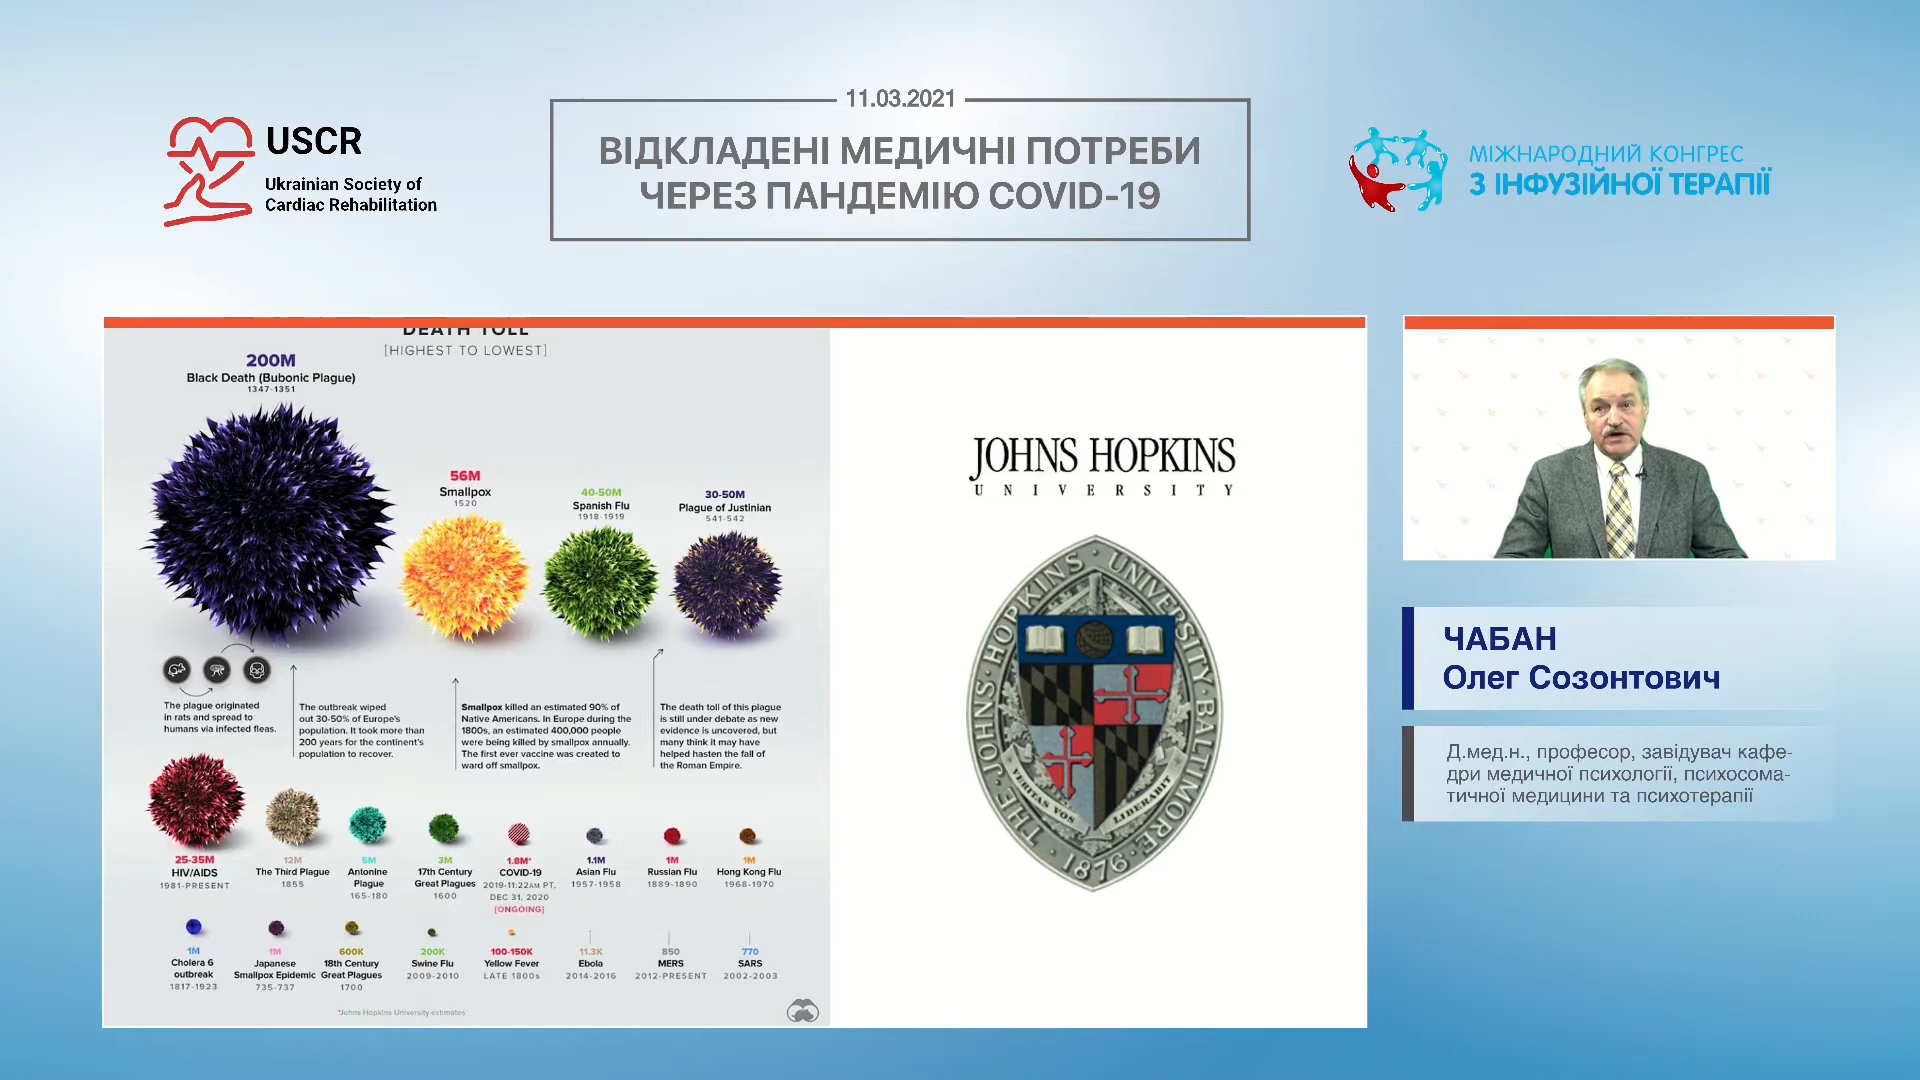 11.03.2021
ВІДКЛАДЕНІ МЕДИЧНІ ПОТРЕБИ
ЧЕРЕЗ ПАНДЕМІЮ COVID-19
USCR
Ukrainian Society of
Cardiac Rehabilitation
МІЖНАРОДНИЙ КОНГРЕС
З ІНФУЗІЙНОЇ ТЕРАПІЇ
DEATH TOLL
[HIGHEST TO LOWEST]
200M
Black Death (Bubonic Plague)
1347-1351
56M
Smallpox
1520
40-50M
Spanish Flu
1918-1919
30-50M
Plague of Justinian
541-542
The plague originated
in rats and spread to
humans via infected fleas.
The outbreak wiped
out 30-50% of Europe's
population. It took more than
200 years for the continent's
population to recover.
Smallpox killed an estimated 90% of
Native Americans. In Europe during the
1800s, an estimated 400,000 people
were being killed by smallpox annually.
The first ever vaccine was created to
ward off smallpox.
The death toll of this plague
is still under debate as new
evidence is uncovered, but
many think it may have
helped hasten the fall of
the Roman Empire.
25-35M
HIV/AIDS
1981-PRESENT
12M
The Third Plague
1855
5M
Antonine
Plague
165-180
3M
17th Century
Great Plagues
1600
1.8M*
COVID-19
2019-11:22AM PT,
DEC 31, 2020
[ONGOING]
1.1M
Asian Flu
1957-1958
1M
Russian Flu
1889-1890
1M
Hong Kong Flu
1968-1970
1M
Cholera 6
outbreak
1817-1923
1M
Japanese
Smallpox Epidemic
735-737
600K
18th Century
Great Plagues
1700
200K
Swine Flu
2009-2010
100-150K
Yellow Fever
LATE 1800s
11.3K
Ebola
2014-2016
850
MERS
2012-PRESENT
770
SARS
2002-2003
*Johns Hopkins University estimates
JOHNS HOPKINS
UNIVERSITY
THE·JOHNS·HOPKINS·UNIVERSITY·BALTIMORE·
VERITAS VOS LIBERABIT
·1876·
ЧАБАН
Олег Созонтович
Д.мед.н., професор, завідувач кафе-
дри медичної психології, психосома-
тичної медицини та психотерапії